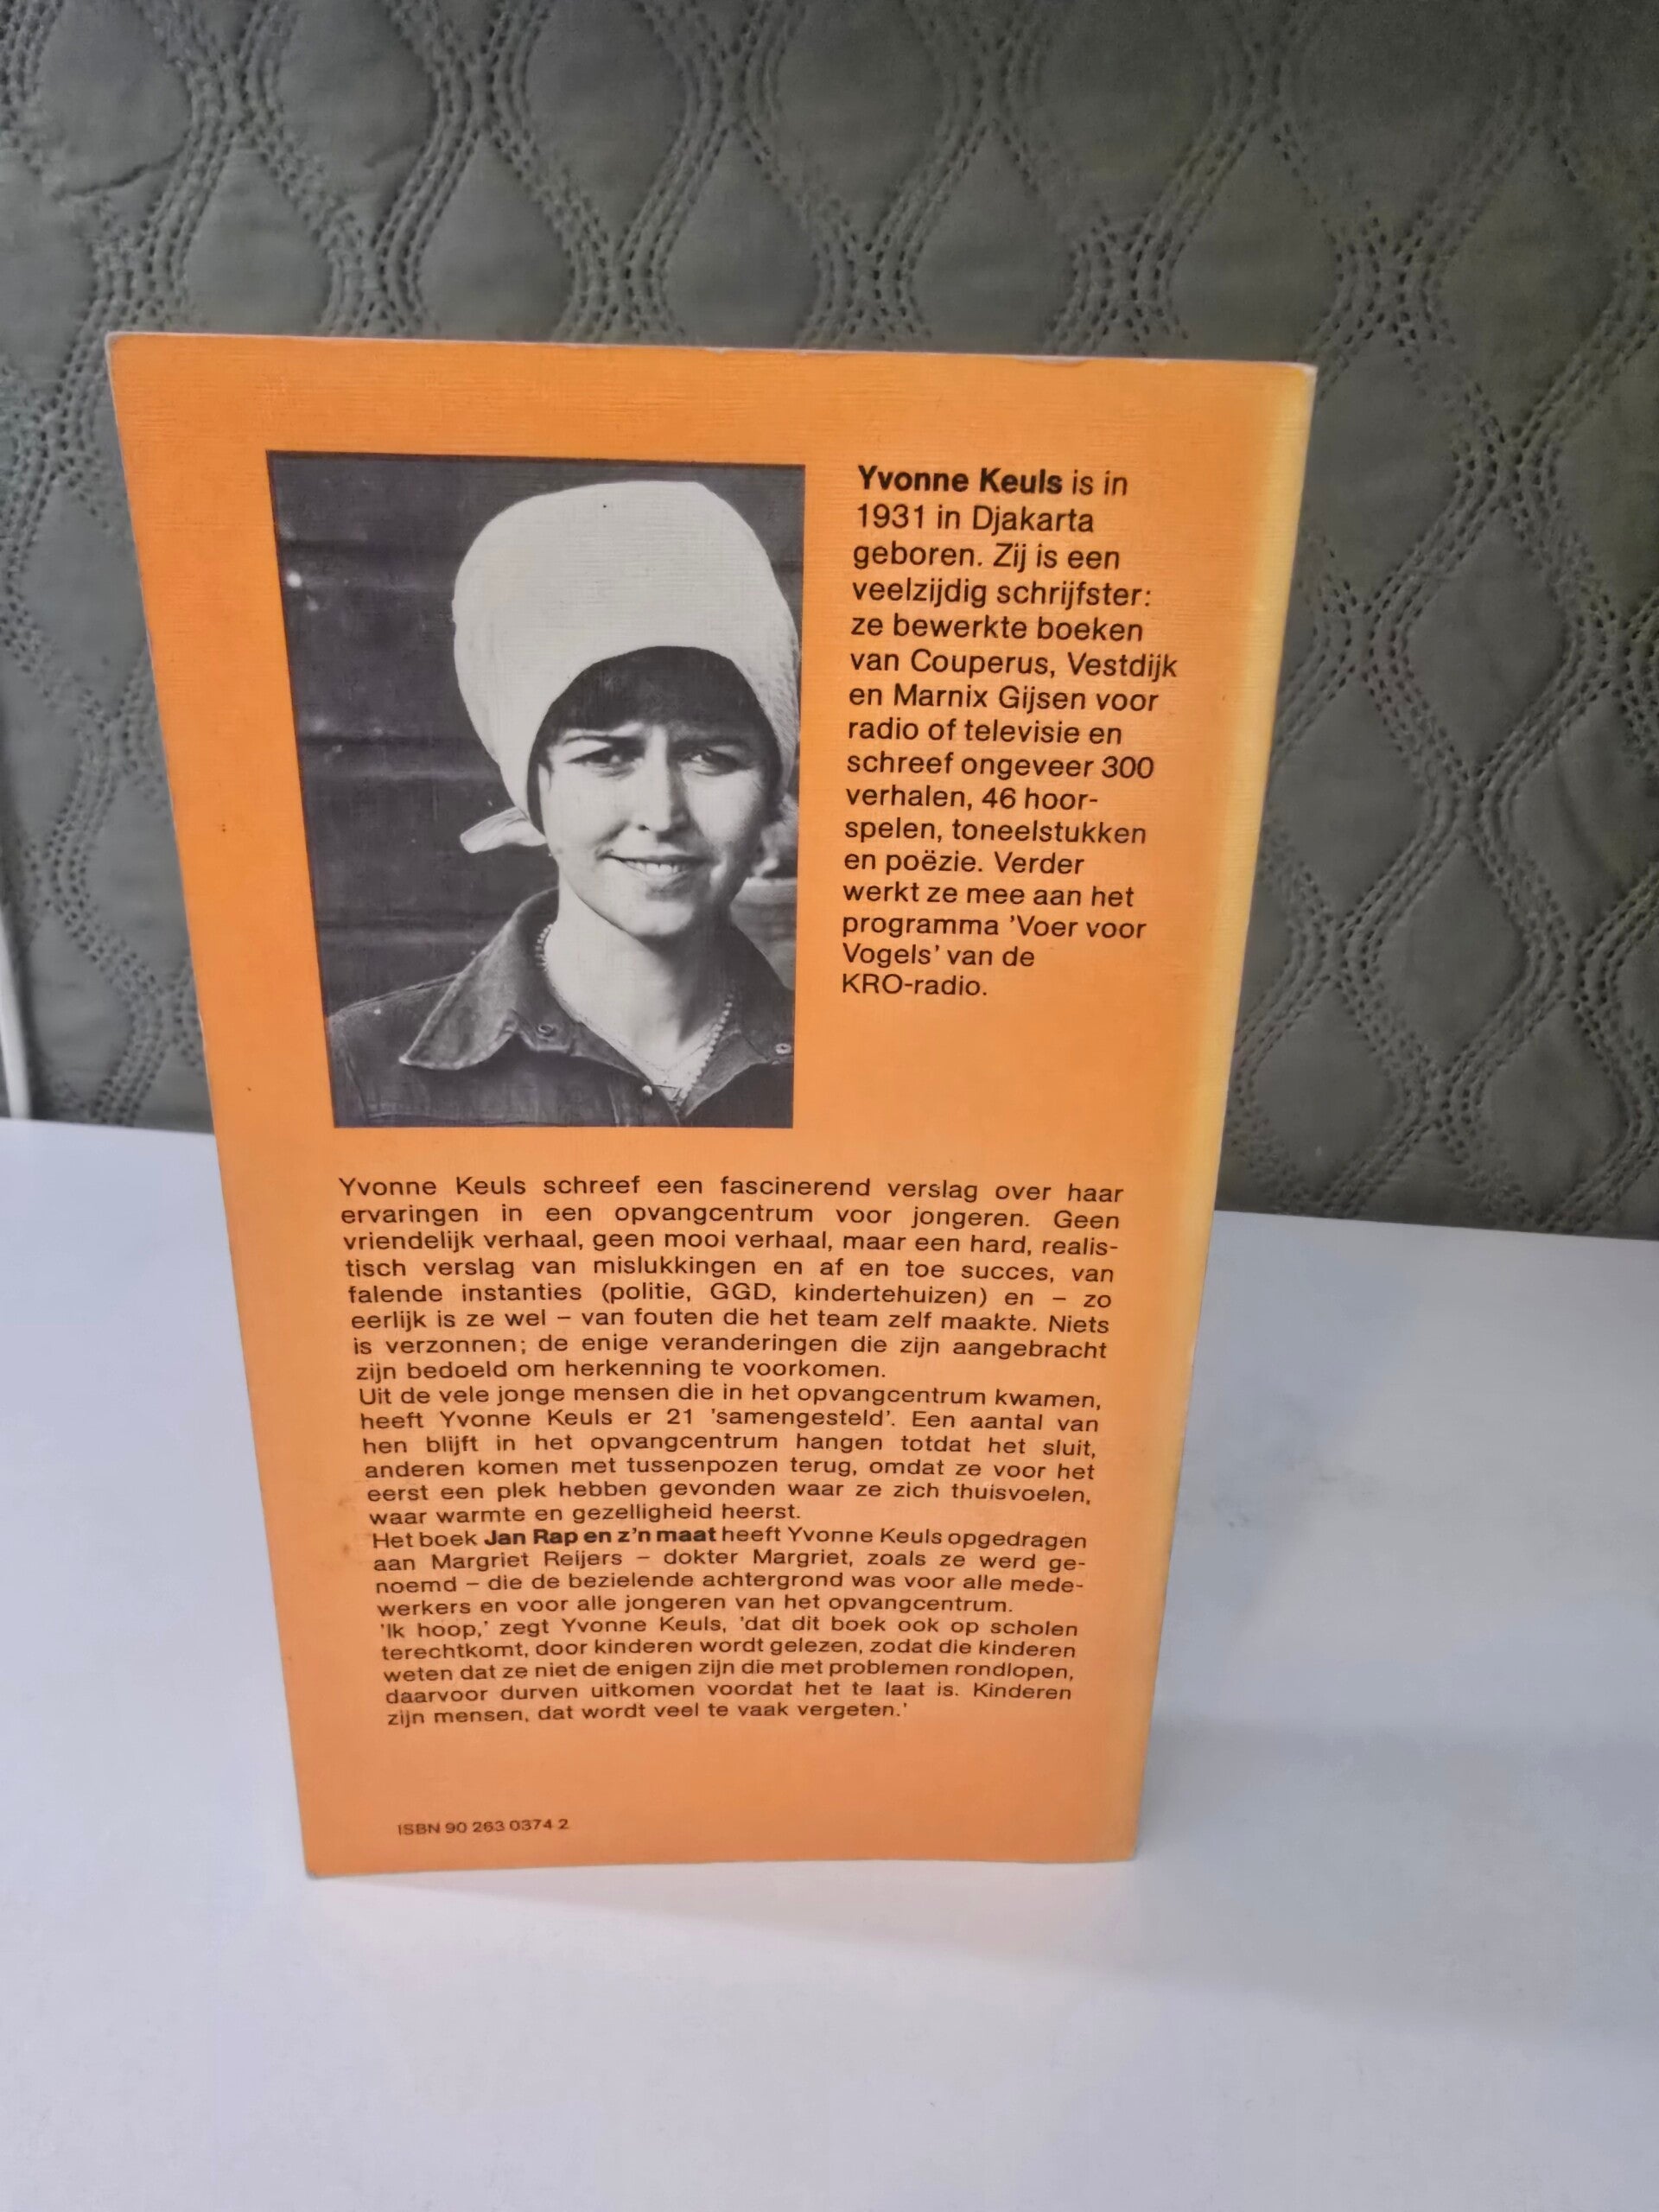 Yvonne Keuls is in
1931 in Djakarta
geboren. Zij is een
veelzijdig schrijfster:
ze bewerkte boeken
van Couperus, Vestdijk
en Marnix Gijsen voor
radio of televisie en
schreef ongeveer 300
verhalen, 46 hoor-
spelen, toneelstukken
en poëzie. Verder
werkt ze mee aan het
programma 'Voer voor
Vogels' van de
KRO-radio.
Yvonne Keuls schreef een fascinerend verslag over haar
ervaringen in een opvangcentrum voor jongeren. Geen
vriendelijk verhaal, geen mooi verhaal, maar een hard, realis-
tisch verslag van mislukkingen en af en toe succes, van
falende instanties (politie, GGD, kindertehuizen) en – zo
eerlijk is ze wel – van fouten die het team zelf maakte. Niets
is verzonnen; de enige veranderingen die zijn aangebracht
zijn bedoeld om herkenning te voorkomen.
Uit de vele jonge mensen die in het opvangcentrum kwamen,
heeft Yvonne Keuls er 21 'samengesteld'. Een aantal van
hen blijft in het opvangcentrum hangen totdat het sluit,
anderen komen met tussenpozen terug, omdat ze voor het
eerst een plek hebben gevonden waar ze zich thuisvoelen,
waar warmte en gezelligheid heerst.
Het boek Jan Rap en z'n maat heeft Yvonne Keuls opgedragen
aan Margriet Reijers – dokter Margriet, zoals ze werd ge-
noemd – die de bezielende achtergrond was voor alle mede-
werkers en voor alle jongeren van het opvangcentrum.
'Ik hoop,' zegt Yvonne Keuls, 'dat dit boek ook op scholen
terechtkomt, door kinderen wordt gelezen, zodat die kinderen
weten dat ze niet de enigen zijn die met problemen rondlopen,
daarvoor durven uitkomen voordat het te laat is. Kinderen
zijn mensen, dat wordt veel te vaak vergeten.'
ISBN 90 263 0374 2